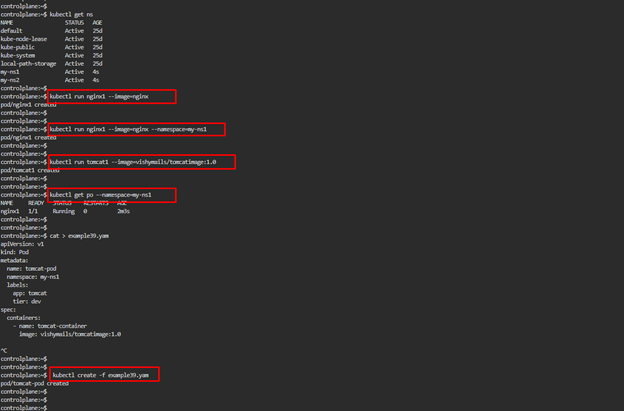 controlplane:~$
controlplane:~$ kubectl get ns
NAME STATUS AGE
default Active 25d
kube-node-lease Active 25d
kube-public Active 25d
kube-system Active 25d
local-path-storage Active 25d
my-ns1 Active 4s
my-ns2 Active 4s
controlplane:~$
controlplane:~$ kubectl run nginx1 --image=nginx
pod/nginx1 created
controlplane:~$
controlplane:~$
controlplane:~$ kubectl run nginx1 --image=nginx --namespace=my-ns1
pod/nginx1 created
controlplane:~$
controlplane:~$
controlplane:~$ kubectl run tomcat1 --image=vishymails/tomcatimage:1.0
pod/tomcat1 created
controlplane:~$
controlplane:~$
controlplane:~$ kubectl get po --namespace=my-ns1
NAME READY STATUS RESTARTS AGE
nginx1 1/1 Running 0 2m3s
controlplane:~$
controlplane:~$
controlplane:~$ cat > example39.yam
apiVersion: v1
kind: Pod
metadata:
name: tomcat-pod
namespace: my-ns1
labels:
app: tomcat
tier: dev
spec:
containers:
- name: tomcat-container
image: vishymails/tomcatimage:1.0
^C
controlplane:~$
controlplane:~$ kubectl create -f example39.yam
pod/tomcat-pod created
controlplane:~$
controlplane:~$
controlplane:~$